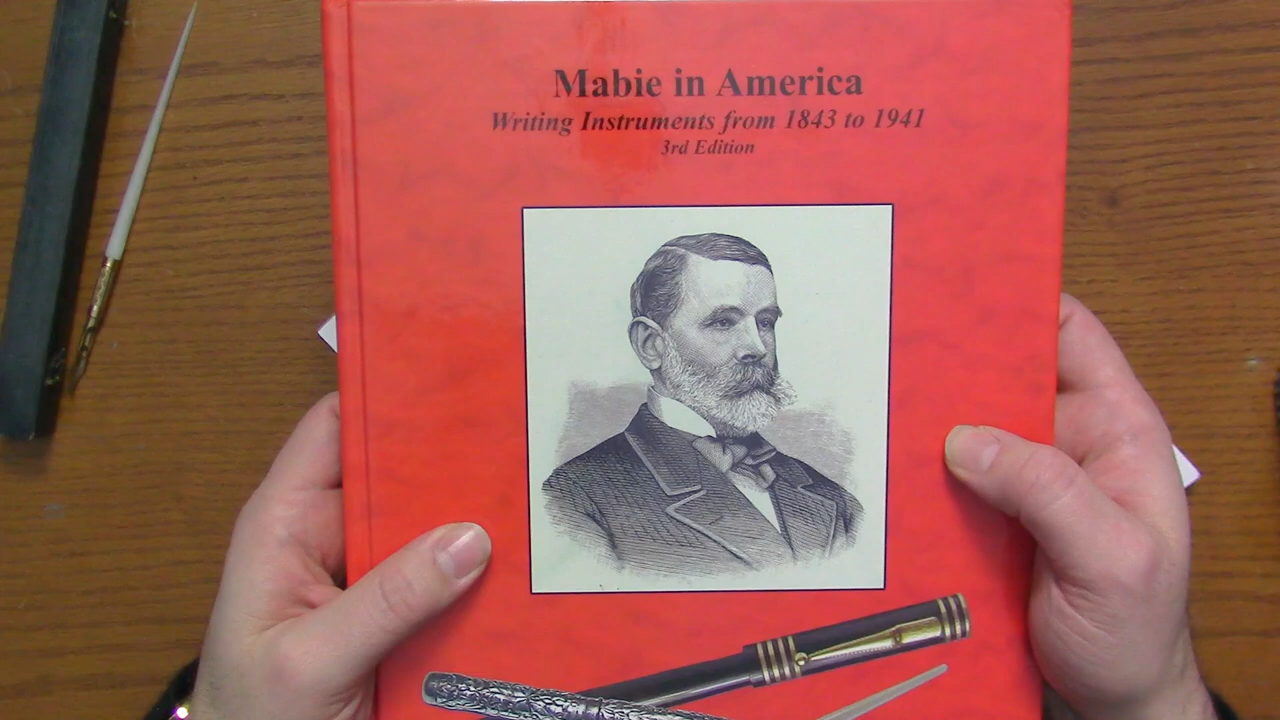 Mabie in America
Writing Instruments from 1843 to 1941
3rd Edition